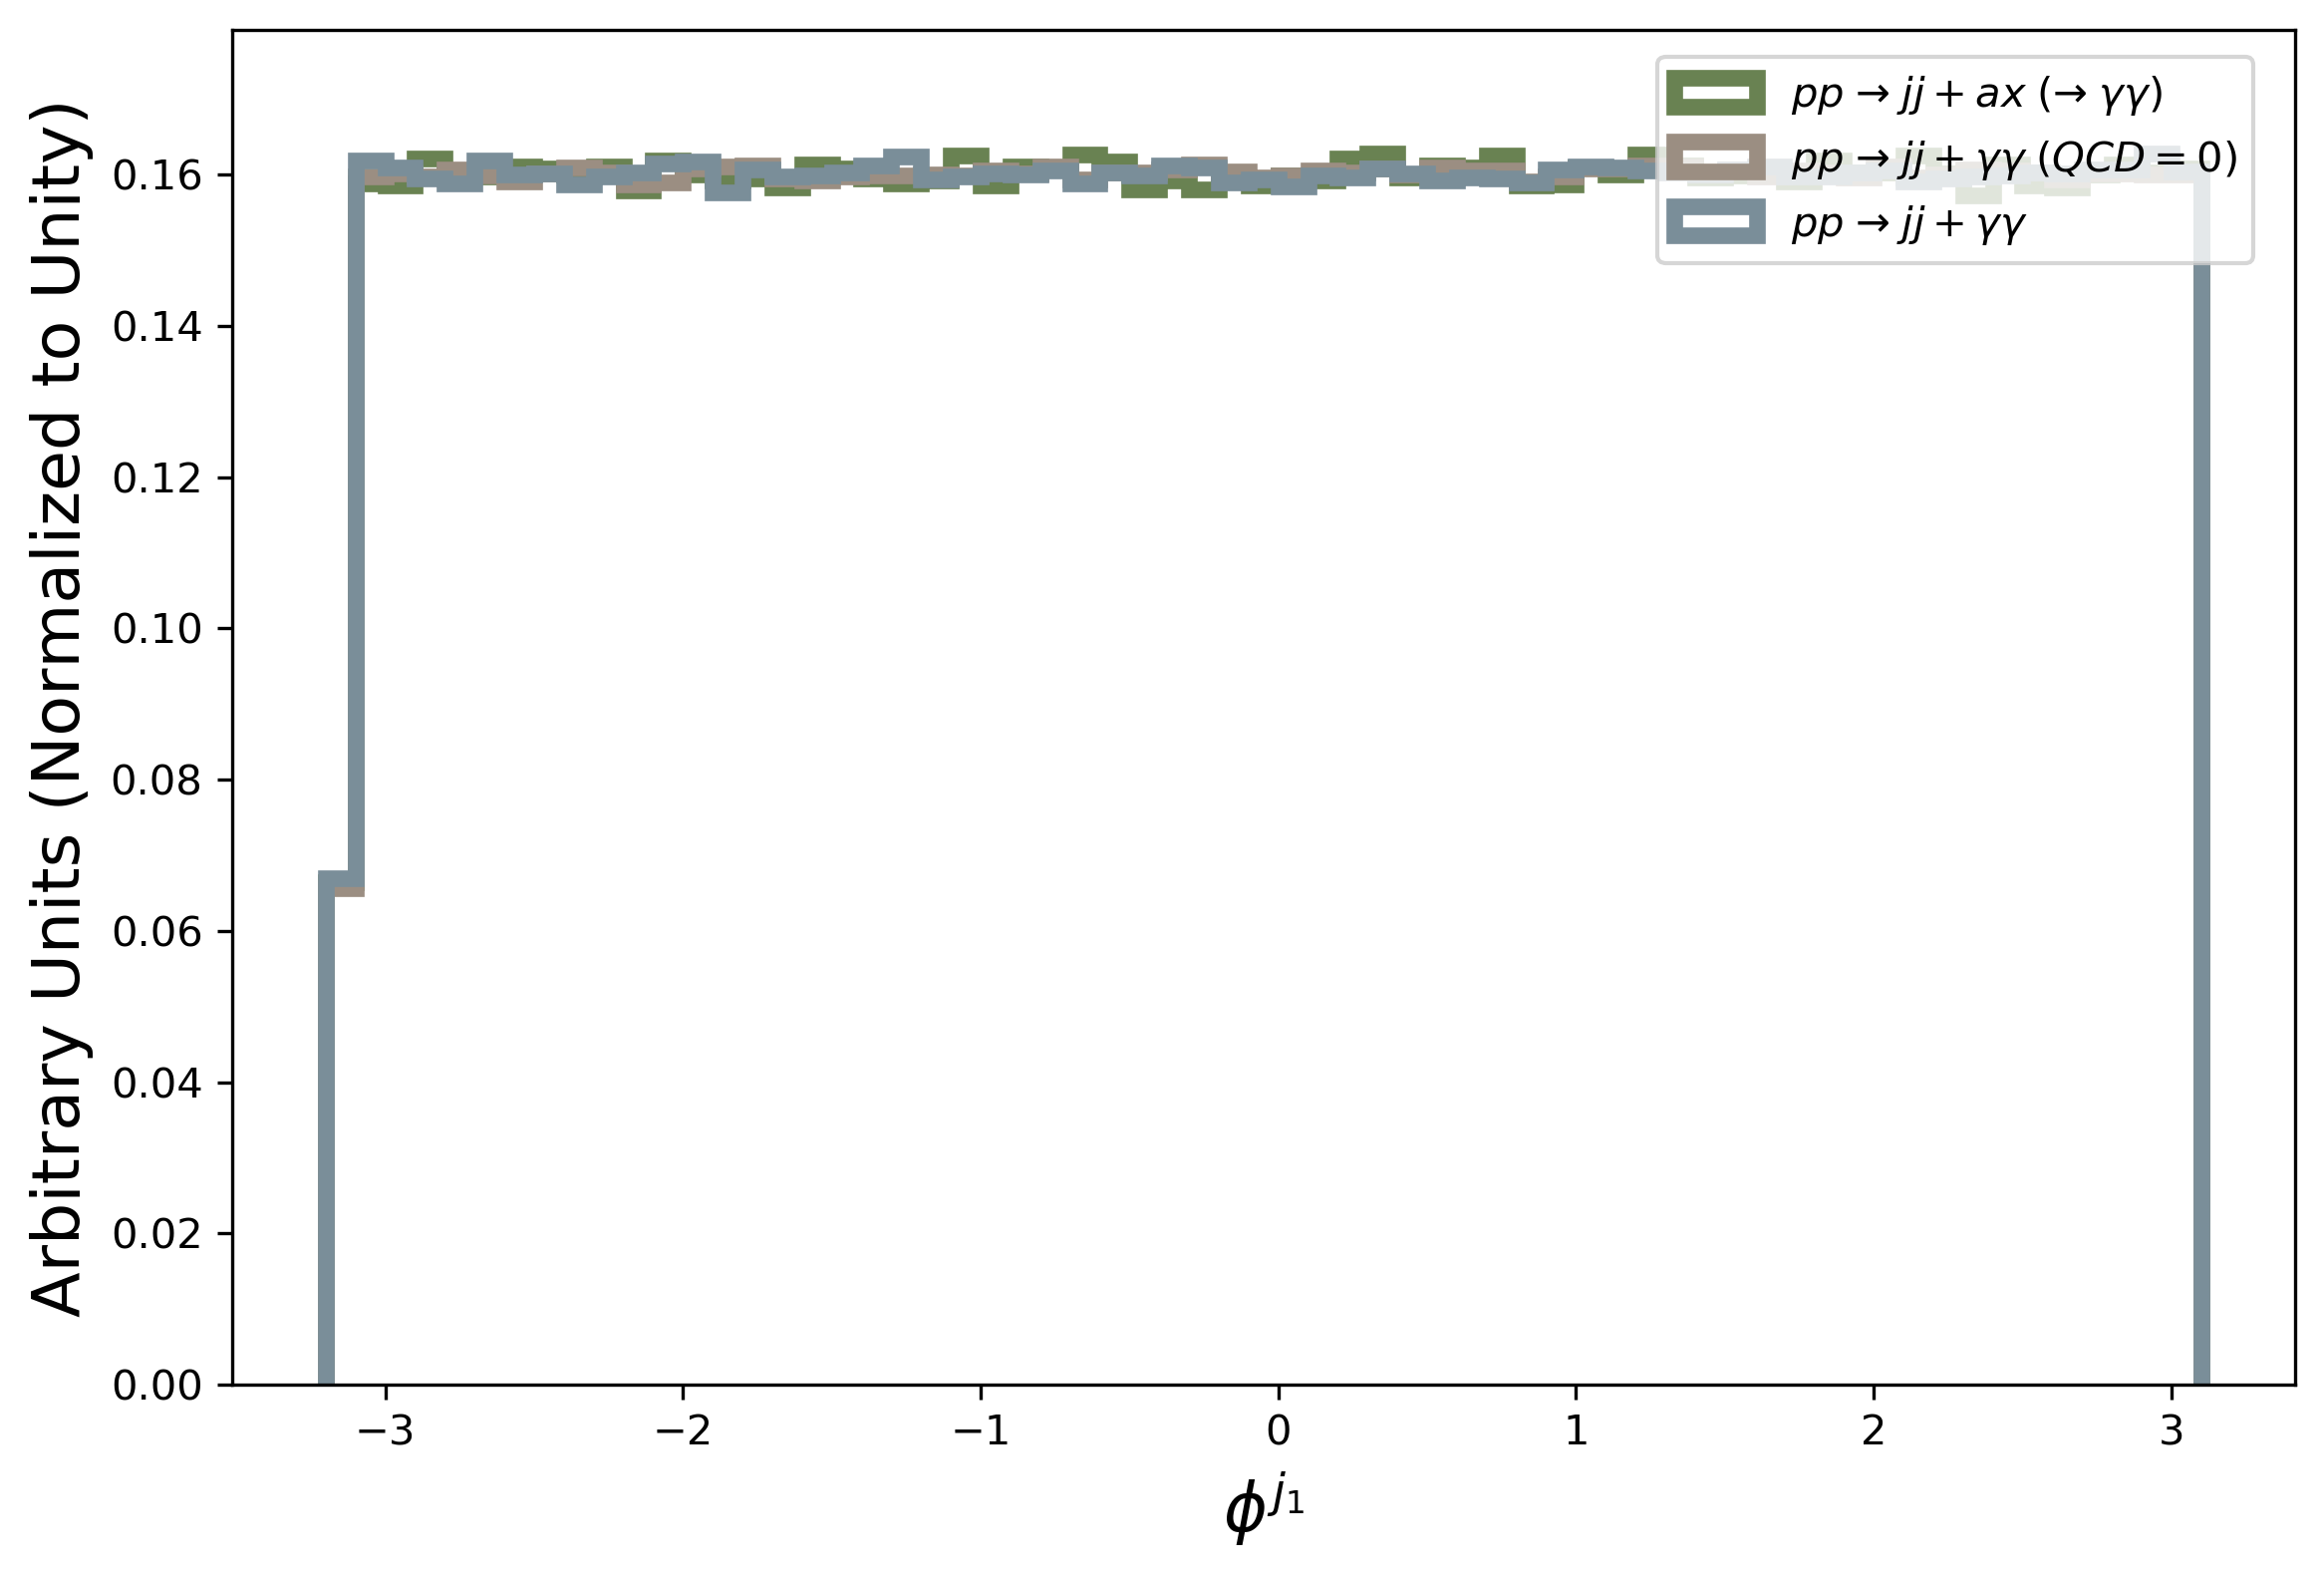 Arbitrary Units (Normalized to Unity)
0.16
0.14
0.12
0.10
0.08
0.06
0.04
0.02
0.00
pp → jj + ax (→ γγ)
pp → jj + γγ (QCD = 0)
pp → jj + γγ
−3 −2 −1 0 1 2 3
ϕ^{j_1}